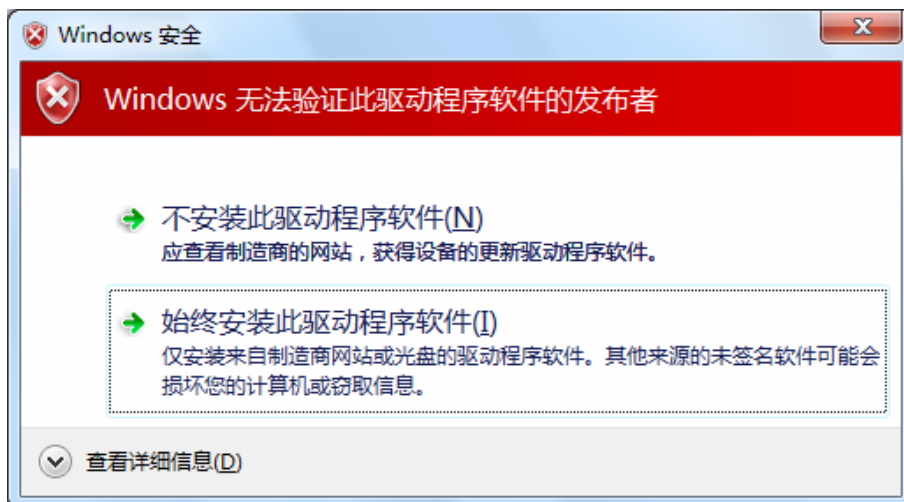 Windows 安全
Windows 无法验证此驱动程序软件的发布者
不安装此驱动程序软件(N)
应查看制造商的网站，获得设备的更新驱动程序软件。
始终安装此驱动程序软件(I)
仅安装来自制造商网站或光盘的驱动程序软件。其他来源的未签名软件可能会
损坏您的计算机或窃取信息。
查看详细信息(D)